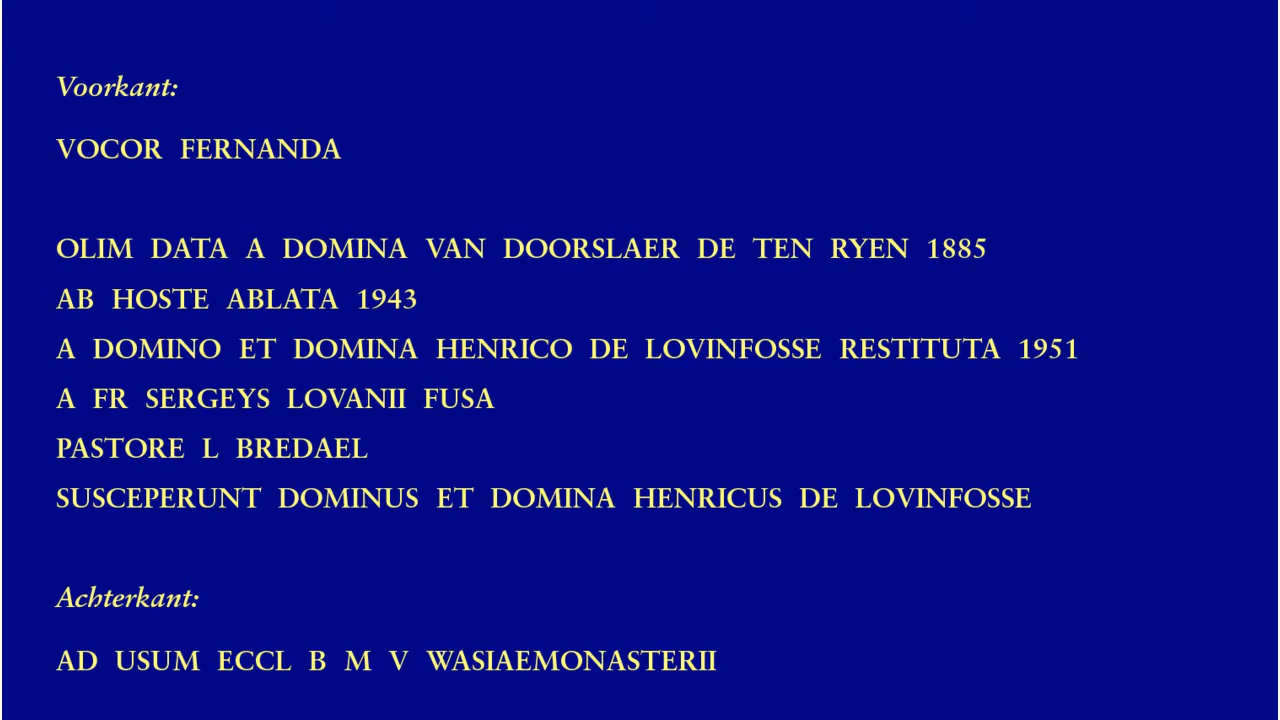 Voorkant:
VOCOR FERNANDA
OLIM DATA A DOMINA VAN DOORSLAER DE TEN RYEN 1885
AB HOSTE ABLATA 1943
A DOMINO ET DOMINA HENRICO DE LOVINFOSSE RESTITUTA 1951
A FR SERGEYS LOVANII FUSA
PASTORE L BREDAEL
SUSCEPERUNT DOMINUS ET DOMINA HENRICUS DE LOVINFOSSE
Achterkant:
AD USUM ECCL B M V WASIAEMONASTERII